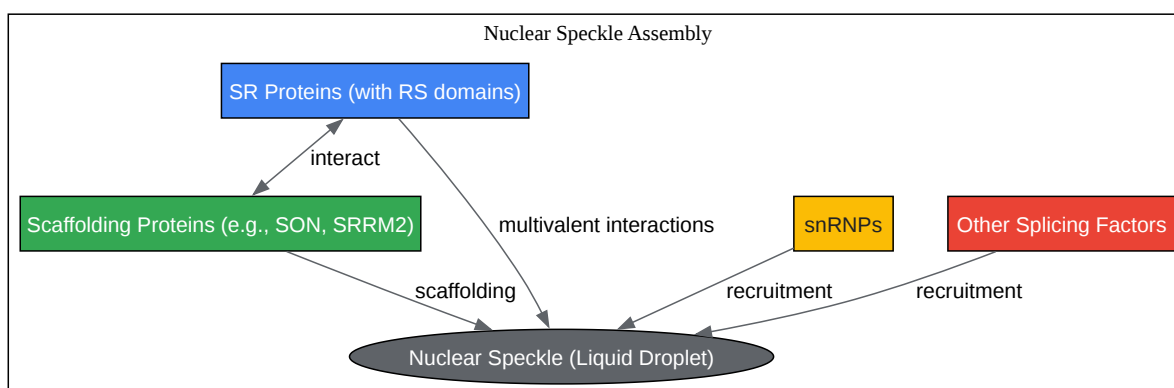 Nuclear Speckle Assembly
SR Proteins (with RS domains)
interact
Scaffolding Proteins (e.g., SON, SRRM2)
multivalent interactions
snRNPs
Other Splicing Factors
scaffolding
recruitment
recruitment
Nuclear Speckle (Liquid Droplet)